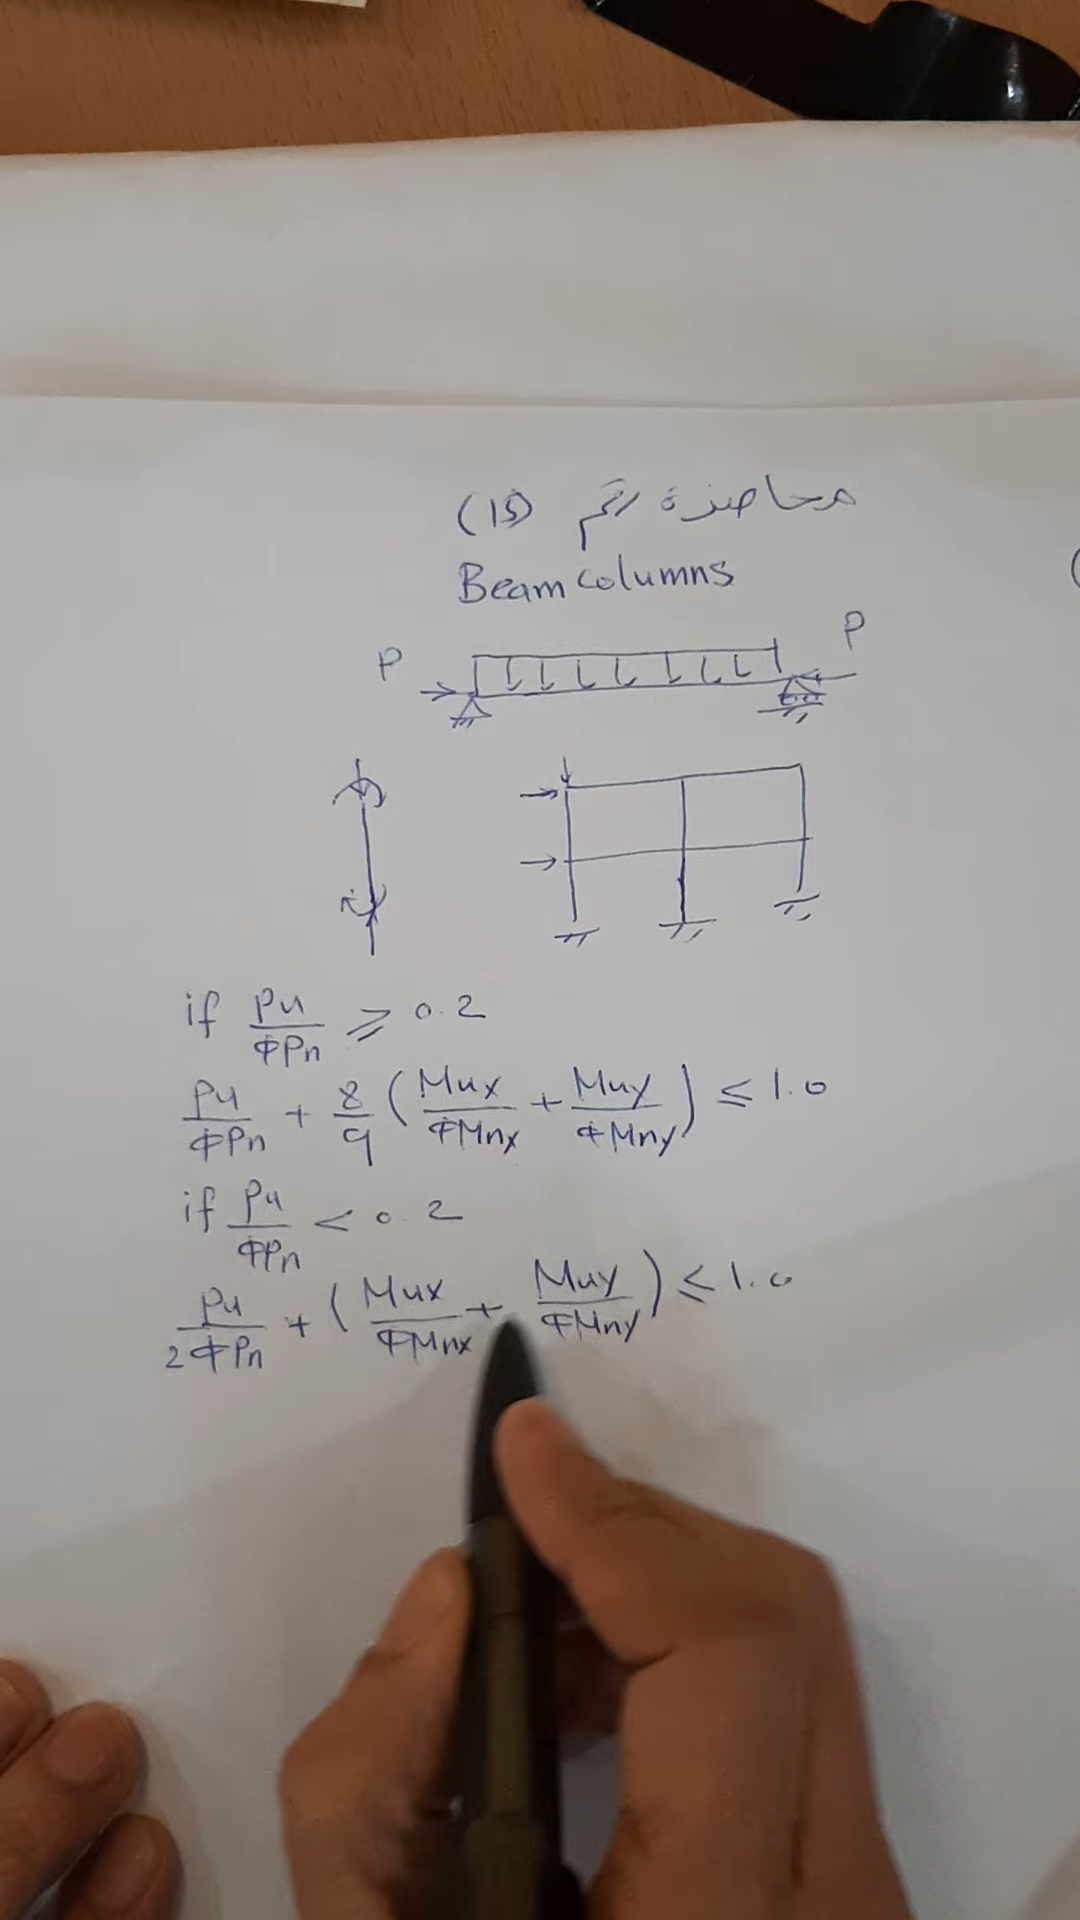 محاضرة رقم (15)
Beam columns
P P
if Pu/ΦPn ≥ 0.2
Pu/ΦPn + 8/9 (Mux/ΦMnx + Muy/ΦMny) ≤ 1.0
if Pu/ΦPn < 0.2
Pu/2ΦPn + (Mux/ΦMnx + Muy/ΦMny) ≤ 1.0